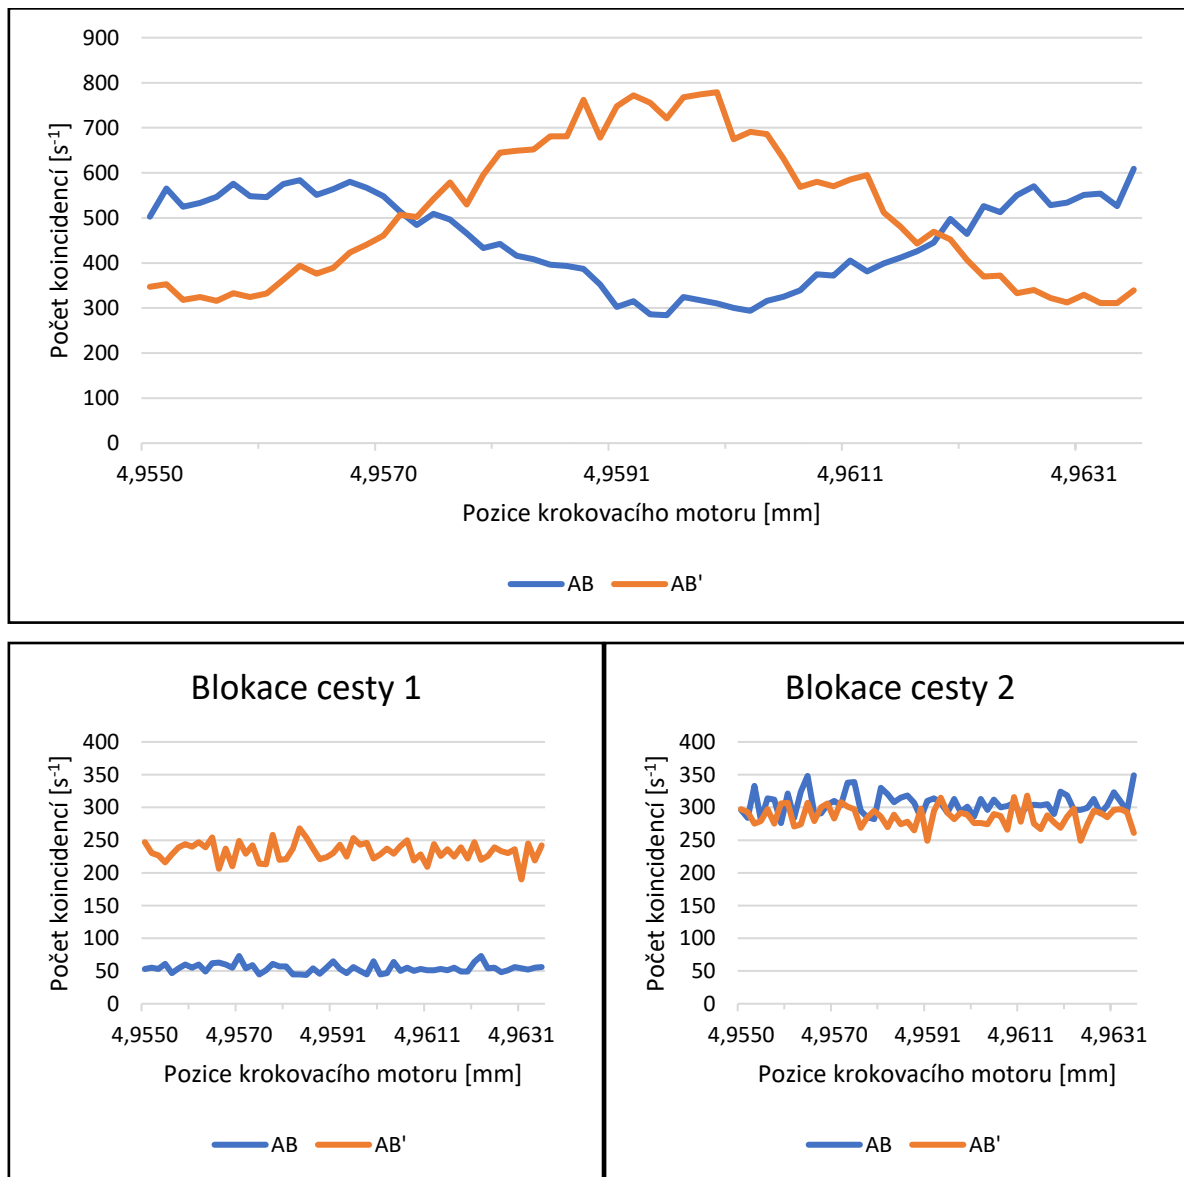 900
800
700
600
500
400
300
200
100
0
Počet koincidencí [s⁻¹]
4,9550 4,9570 4,9591 4,9611 4,9631
Pozice krokovacího motoru [mm]
AB AB'
Blokace cesty 1
400
350
300
250
200
150
100
50
0
Počet koincidencí [s⁻¹]
4,9550 4,9570 4,9591 4,9611 4,9631
Pozice krokovacího motoru [mm]
AB AB'
Blokace cesty 2
400
350
300
250
200
150
100
50
0
Počet koincidencí [s⁻¹]
4,9550 4,9570 4,9591 4,9611 4,9631
Pozice krokovacího motoru [mm]
AB AB'